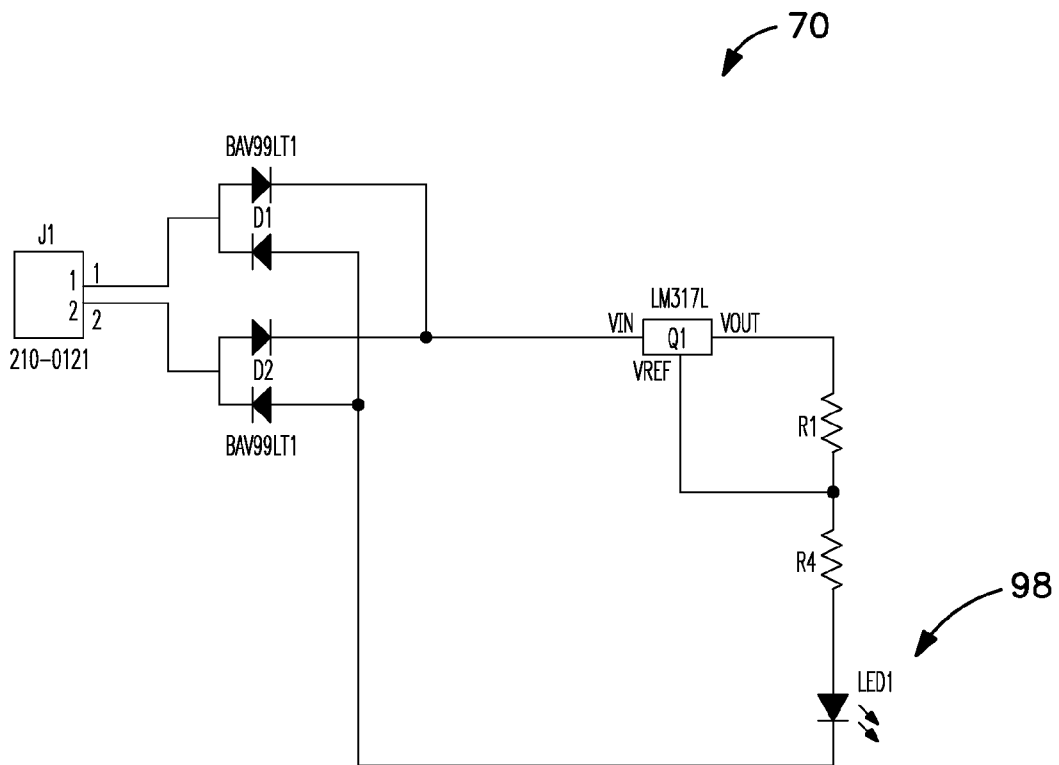 70
BAV99LT1
D1
J1
1
1
2
2
210-0121
D2
BAV99LT1
LM317L
VIN
Q1
VOUT
VREF
R1
R4
98
LED1